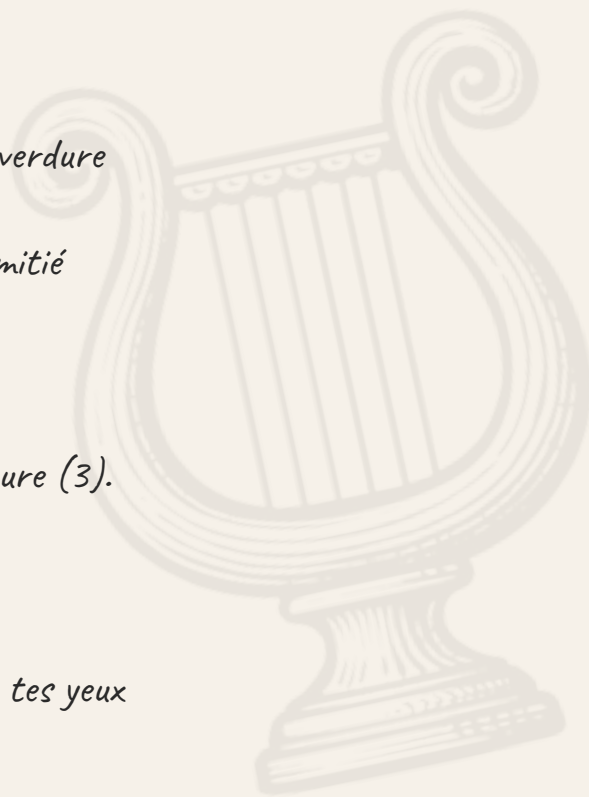 verdure
mitié
ure (3).
tes yeux